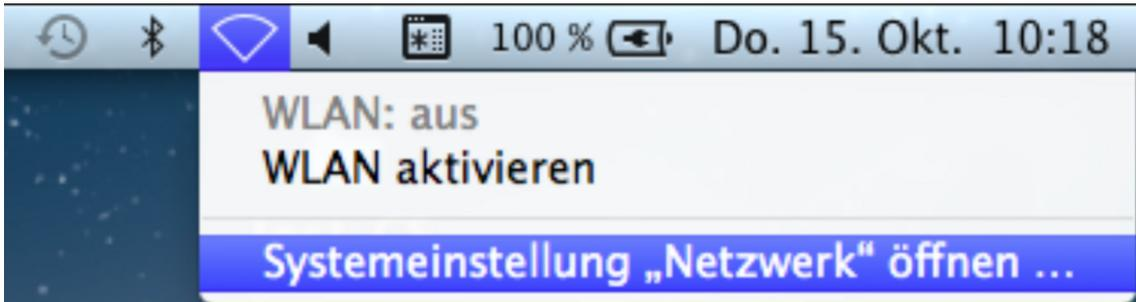 100 % Do. 15. Okt. 10:18
WLAN: aus
WLAN aktivieren
Systemeinstellung „Netzwerk“ öffnen ...